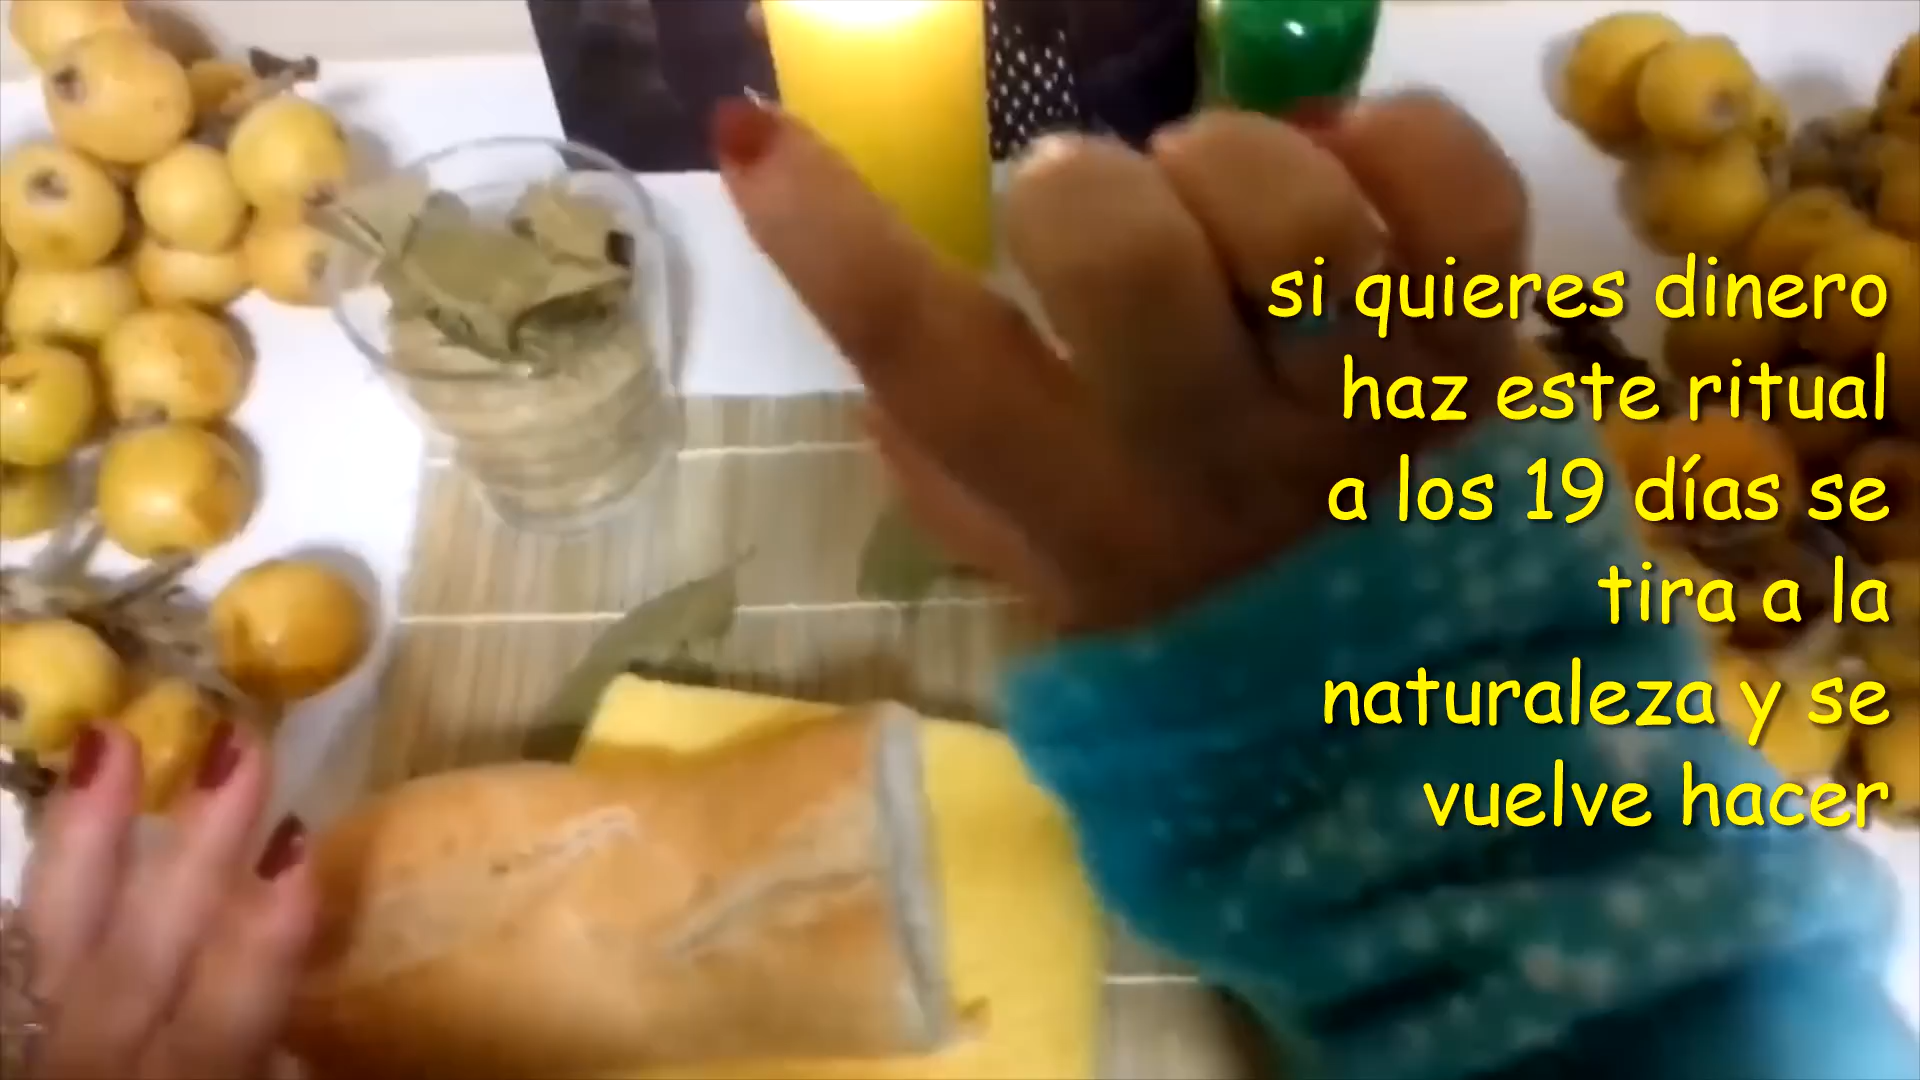 si quieres dinero
haz este ritual
a los 19 días se
tira a la
naturaleza y se
vuelve hacer